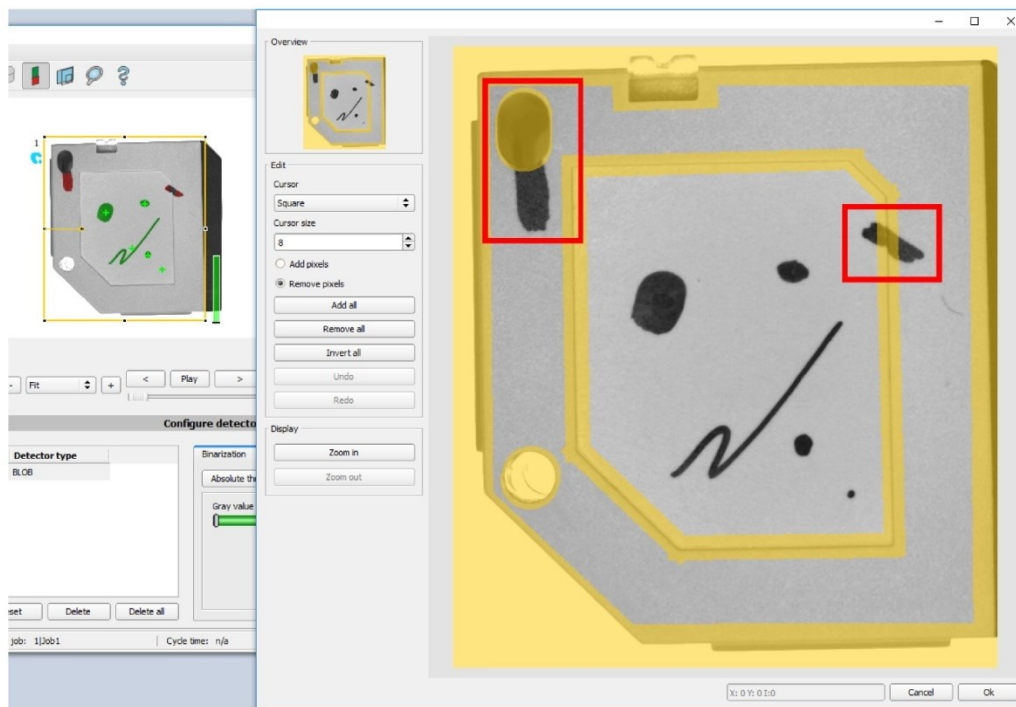 Overview
Edit
Cursor
Square
Cursor size
8
Add pixels
Remove pixels
Add all
Remove all
Invert all
Undo
Redo
Display
Zoom in
Zoom out
1
Fit
+
<
Play
>
Configure detecto
Detector type
BLOB
Binarization
Absolute thr
Gray value
eset
Delete
Delete all
job: 1|Job1
Cycle time: n/a
X: 0 Y: 0 I:0
Cancel
Ok